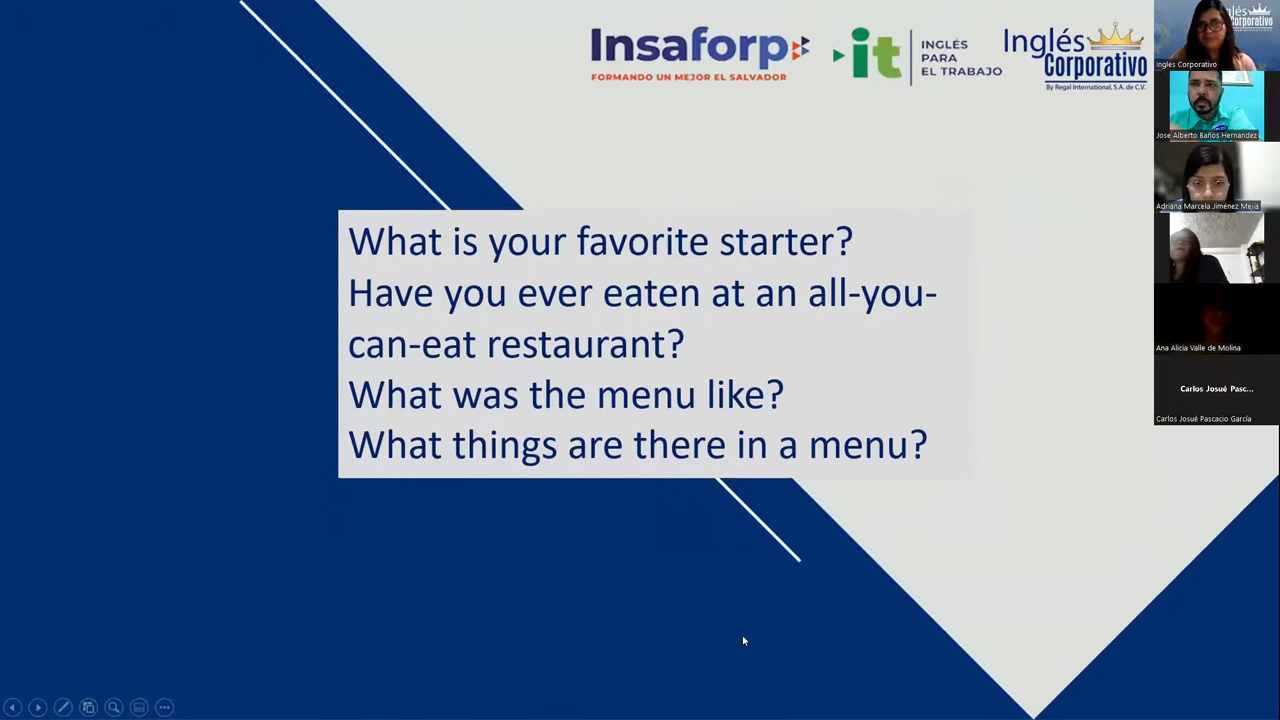 Insaforp
FORMANDO UN MEJOR EL SALVADOR
it
INGLÉS
PARA
EL TRABAJO
Inglés
Corporativo
By Regal International, S.A. de C.V.
What is your favorite starter?
Have you ever eaten at an all-you-
can-eat restaurant?
What was the menu like?
What things are there in a menu?
glés
Corporativo
Ingles Corporativo
Jose Alberto Baños Hernandez
Adriana Marcela Jiménez Mejía
Ana Alicia Valle de Molina
Carlos Josué Pasc...
Carlos Josué Pascacio García